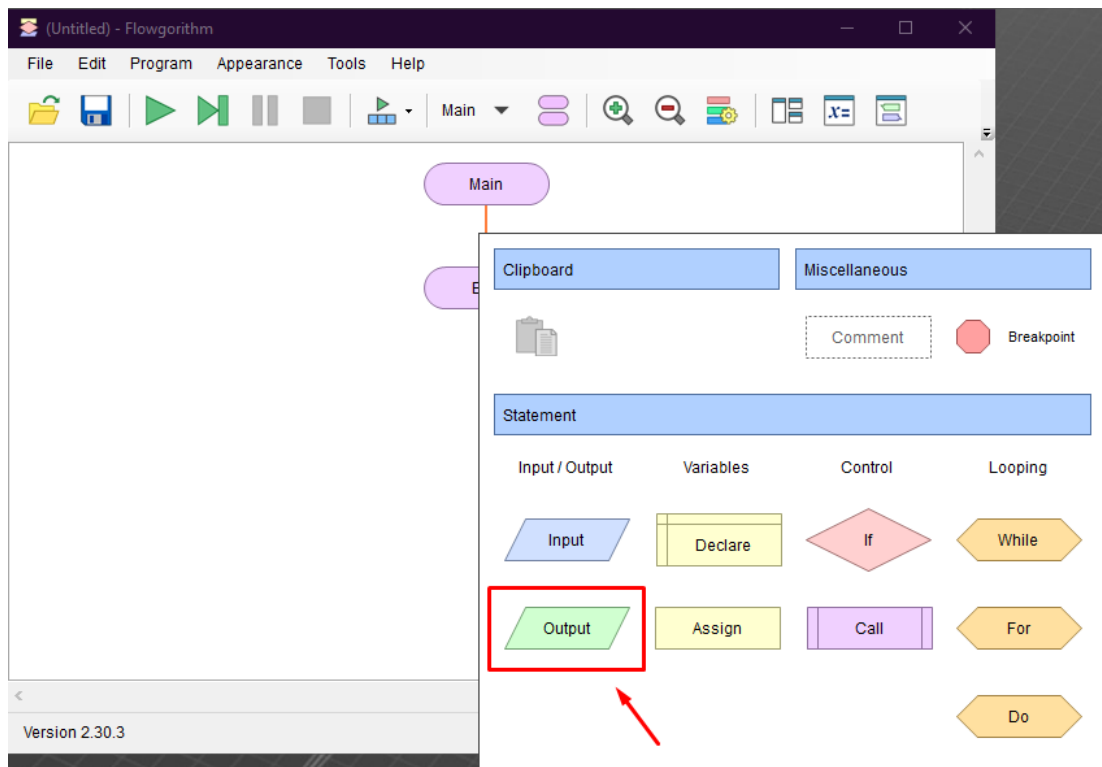 (Untitled) - Flowgorithm
File Edit Program Appearance Tools Help
Main
x=
Main
Clipboard Miscellaneous
Comment Breakpoint
Statement
Input / Output Variables Control Looping
Input Declare If While
Output Assign Call For
Do
Version 2.30.3